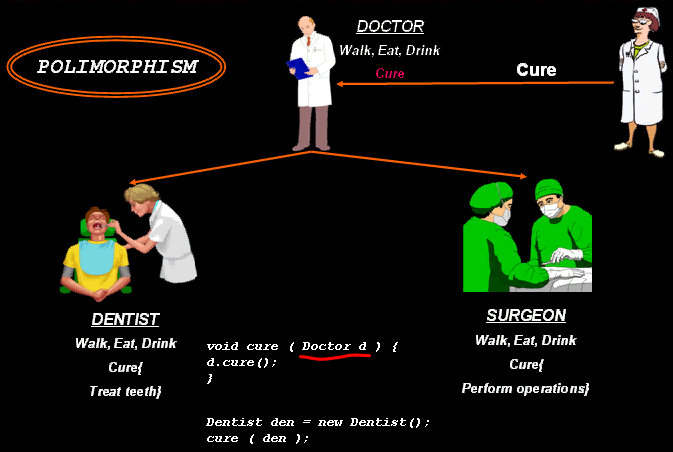 POLIMORPHISM
DOCTOR
Walk, Eat, Drink
Cure
Cure
DENTIST
Walk, Eat, Drink
Cure{
Treat teeth}
void cure ( Doctor d ) {
d.cure();
}
Dentist den = new Dentist();
cure ( den );
SURGEON
Walk, Eat, Drink
Cure{
Perform operations}